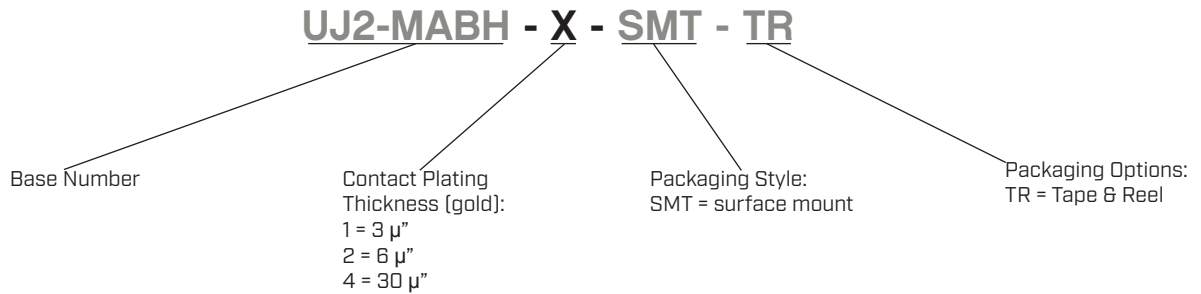 UJ2-MABH - X - SMT - TR
Base Number
Contact Plating
Thickness (gold):
1 = 3 µ”
2 = 6 µ”
4 = 30 µ”
Packaging Style:
SMT = surface mount
Packaging Options:
TR = Tape & Reel